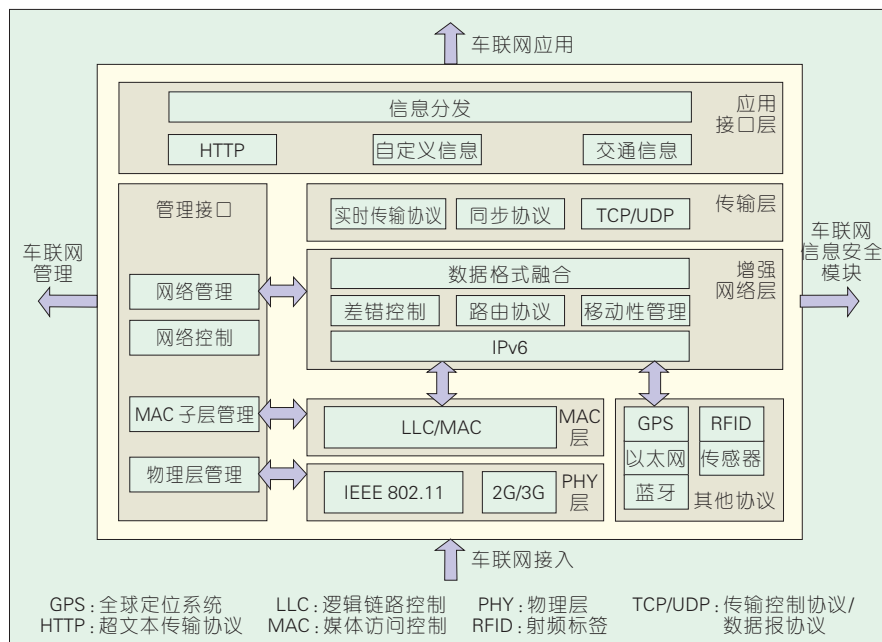 车联网应用
信息分发
应用
接口层
HTTP
自定义信息
交通信息
管理接口
实时传输协议
同步协议
TCP/UDP
传输层
车联网
管理
车联网
信息安全
模块
数据格式融合
增强
网络层
网络管理
差错控制
路由协议
移动性管理
网络控制
IPv6
MAC 子层管理
LLC/MAC
MAC
层
GPS
RFID
以太网
传感器
蓝牙
其他协议
物理层管理
IEEE 802.11
2G/3G
PHY
层
车联网接入
GPS:全球定位系统 LLC:逻辑链路控制 PHY:物理层 TCP/UDP:传输控制协议/
HTTP:超文本传输协议 MAC:媒体访问控制 RFID:射频标签 数据报协议